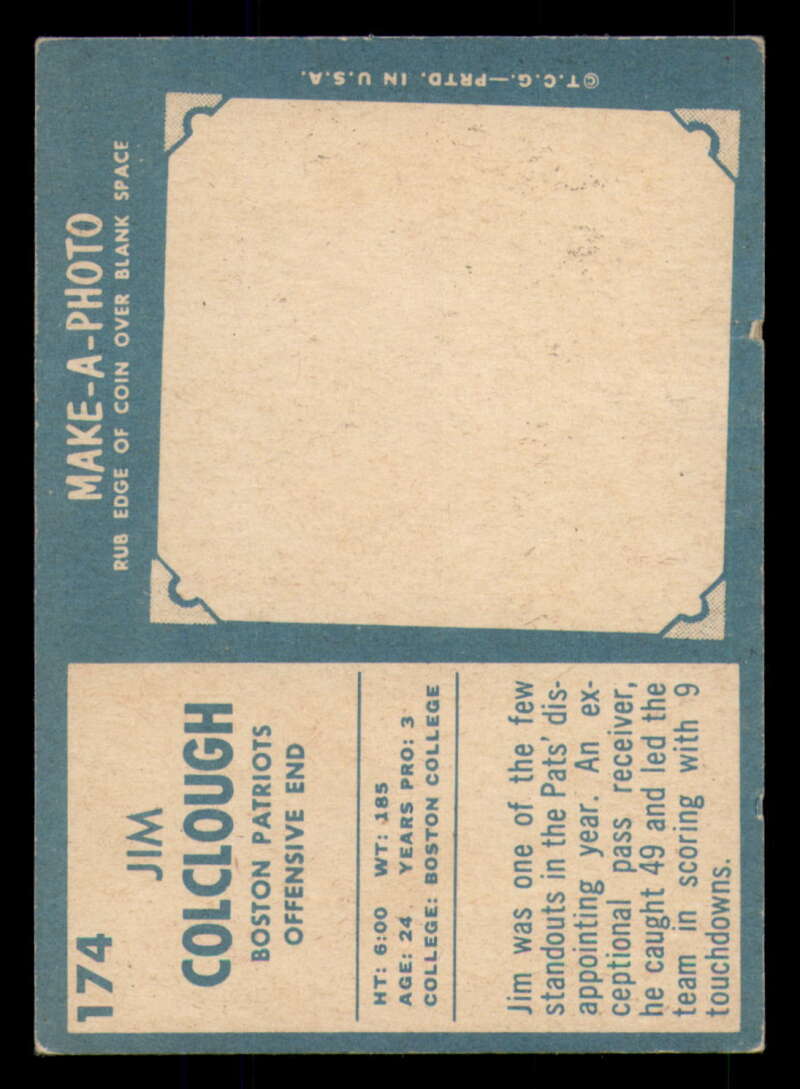 174
JIM
COLCLOUGH
BOSTON PATRIOTS
OFFENSIVE END
HT: 6:00 WT: 185
AGE: 24 YEARS PRO: 3
COLLEGE: BOSTON COLLEGE
Jim was one of the few
standouts in the Pats' dis-
appointing year. An ex-
ceptional pass receiver,
he caught 49 and led the
team in scoring with 9
touchdowns.
MAKE-A-PHOTO
RUB EDGE OF COIN OVER BLANK SPACE
©T.C.G.—PRTD. IN U.S.A.